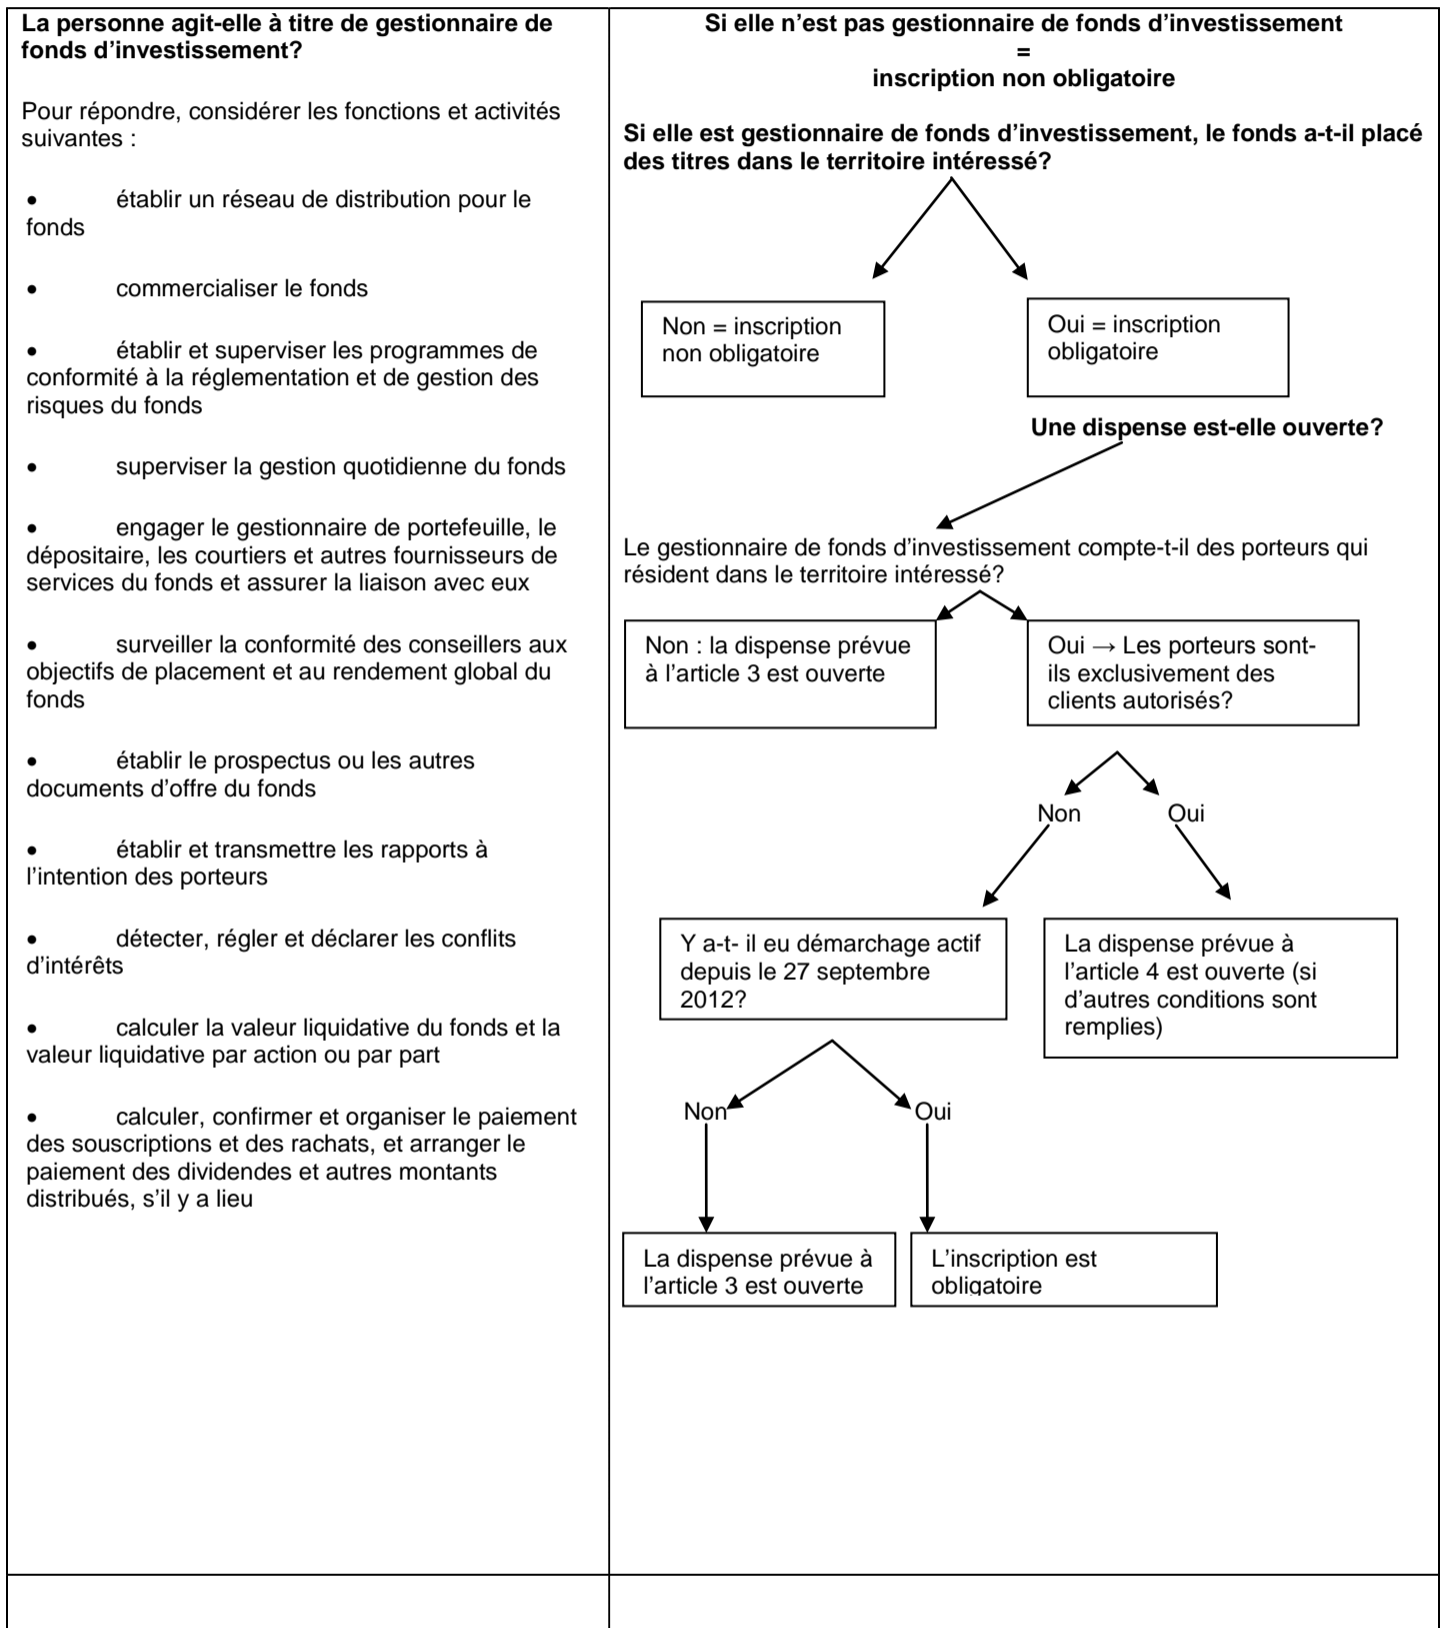 La personne agit-elle à titre de gestionnaire de
fonds d'investissement?
Pour répondre, considérer les fonctions et activités
suivantes :
• établir un réseau de distribution pour le
fonds
• commercialiser le fonds
• établir et superviser les programmes de
conformité à la réglementation et de gestion des
risques du fonds
• superviser la gestion quotidienne du fonds
• engager le gestionnaire de portefeuille, le
dépositaire, les courtiers et autres fournisseurs de
services du fonds et assurer la liaison avec eux
• surveiller la conformité des conseillers aux
objectifs de placement et au rendement global du
fonds
• établir le prospectus ou les autres
documents d'offre du fonds
• établir et transmettre les rapports à
l'intention des porteurs
• détecter, régler et déclarer les conflits
d'intérêts
• calculer la valeur liquidative du fonds et la
valeur liquidative par action ou par part
• calculer, confirmer et organiser le paiement
des souscriptions et des rachats, et arranger le
paiement des dividendes et autres montants
distribués, s'il y a lieu
Si elle n'est pas gestionnaire de fonds d'investissement
=
inscription non obligatoire
Si elle est gestionnaire de fonds d'investissement, le fonds a-t-il placé
des titres dans le territoire intéressé?
Non = inscription
non obligatoire
Oui = inscription
obligatoire
Une dispense est-elle ouverte?
Le gestionnaire de fonds d'investissement compte-t-il des porteurs qui
résident dans le territoire intéressé?
Non : la dispense prévue
à l'article 3 est ouverte
Oui → Les porteurs sont-
ils exclusivement des
clients autorisés?
Non
Oui
Y a-t- il eu démarchage actif
depuis le 27 septembre
2012?
La dispense prévue à
l'article 4 est ouverte (si
d'autres conditions sont
remplies)
Non
Oui
La dispense prévue à
l'article 3 est ouverte
L'inscription est
obligatoire